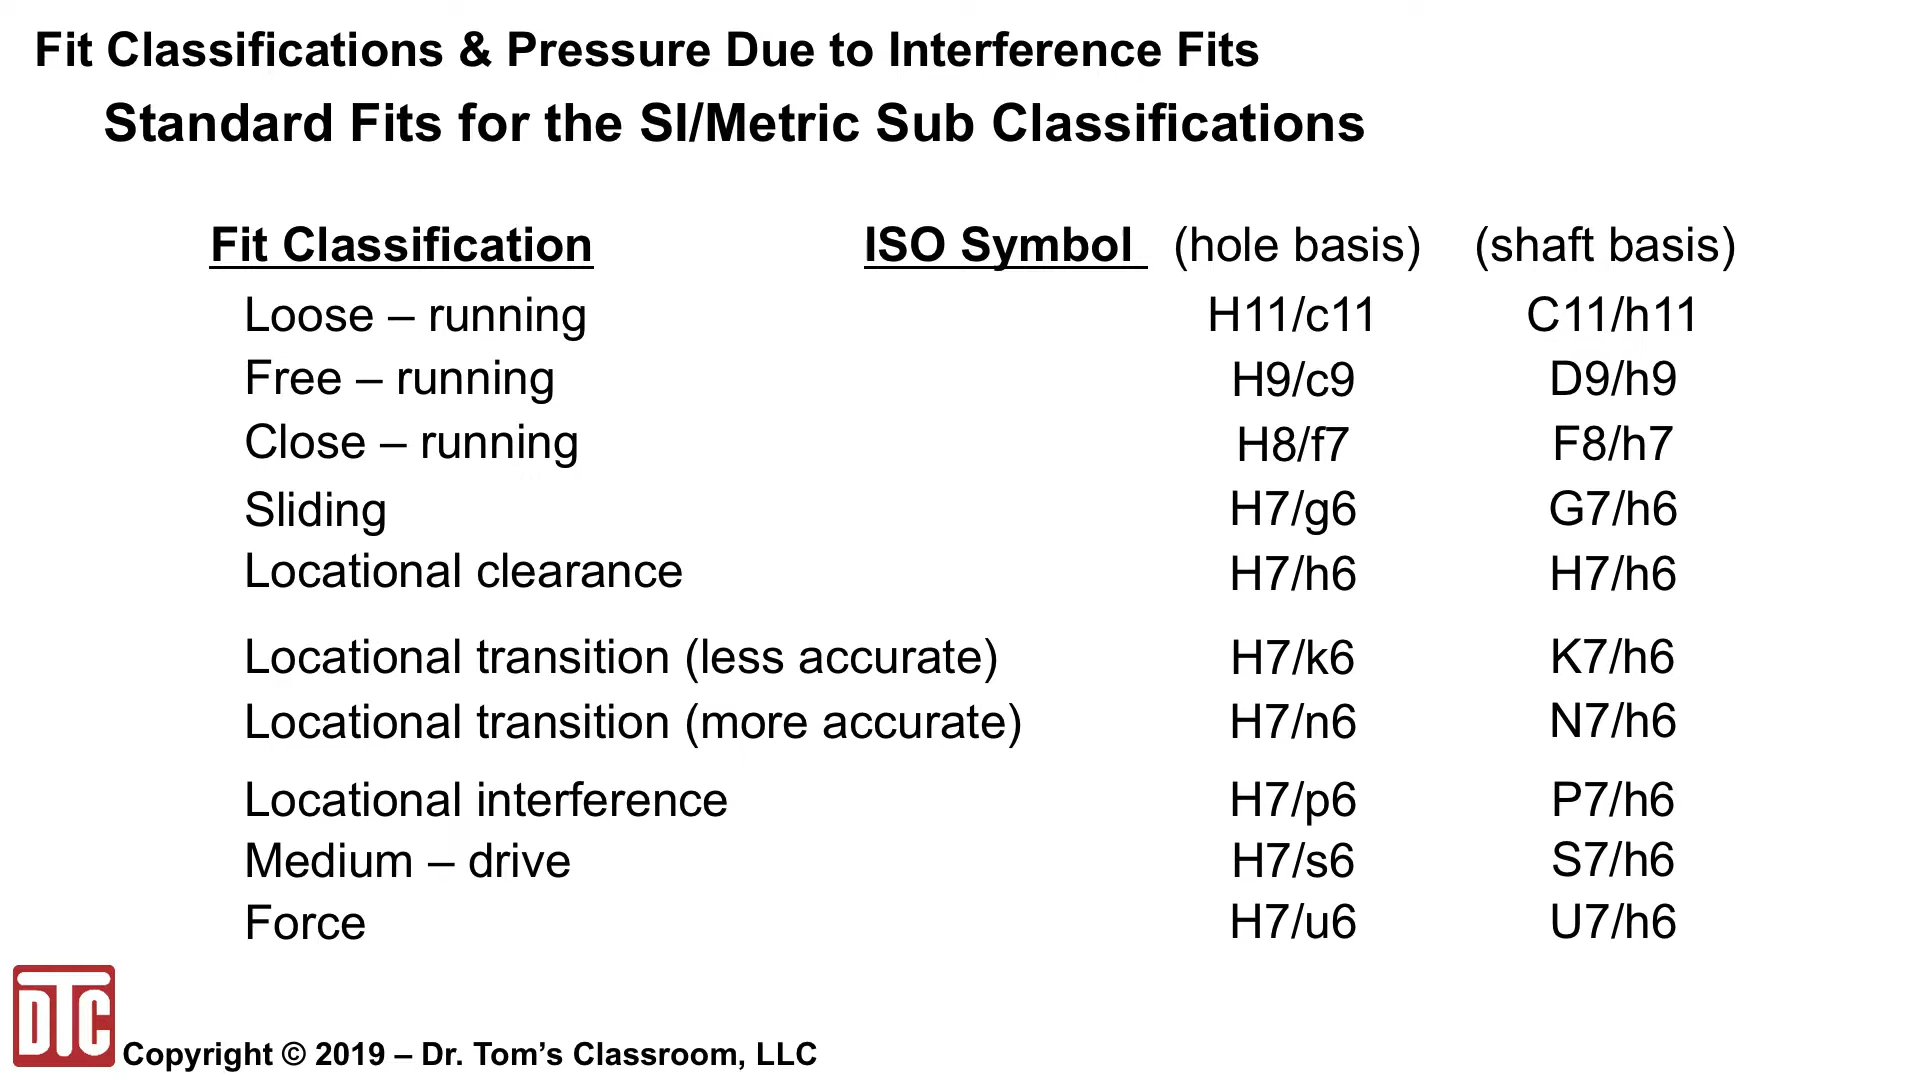 Fit Classifications & Pressure Due to Interference Fits
Standard Fits for the SI/Metric Sub Classifications
Fit Classification ISO Symbol (hole basis) (shaft basis)
Loose – running H11/c11 C11/h11
Free – running H9/c9 D9/h9
Close – running H8/f7 F8/h7
Sliding H7/g6 G7/h6
Locational clearance H7/h6 H7/h6
Locational transition (less accurate) H7/k6 K7/h6
Locational transition (more accurate) H7/n6 N7/h6
Locational interference H7/p6 P7/h6
Medium – drive H7/s6 S7/h6
Force H7/u6 U7/h6
DTC
Copyright © 2019 – Dr. Tom’s Classroom, LLC